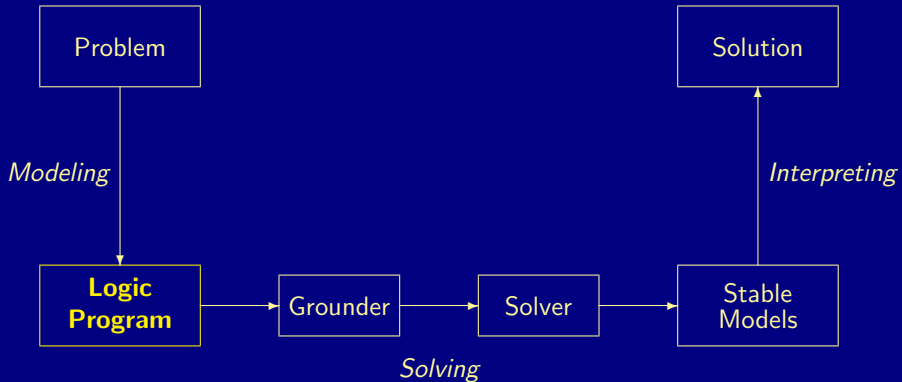 Problem
Solution
Modeling
Interpreting
Logic
Program
Grounder
Solver
Stable
Models
Solving